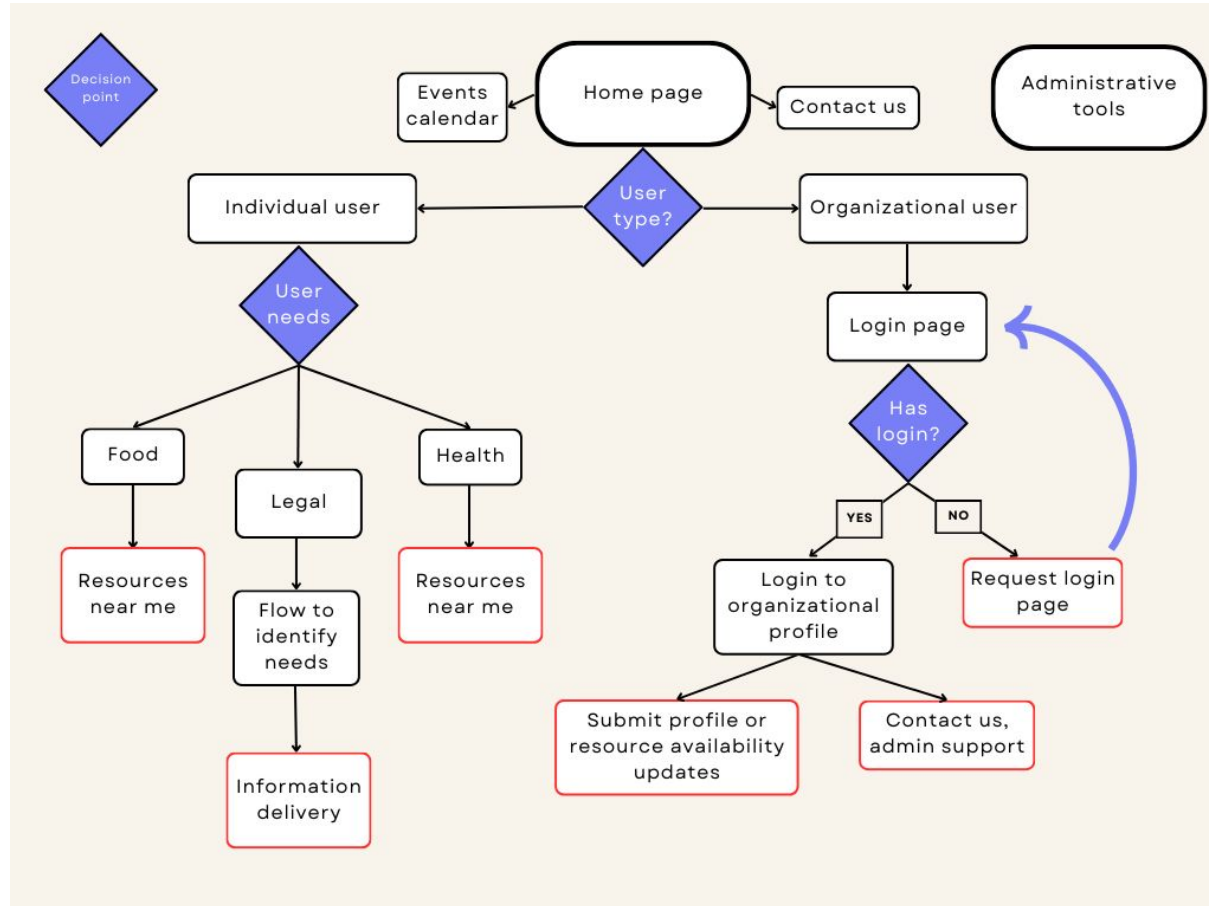 Decision
point
Events
calendar
Home page
Contact us
Administrative
tools
Individual user
User
type?
Organizational user
User
needs
Login page
Has
login?
Food
Legal
Health
YES
NO
Resources
near me
Flow to
identify
needs
Resources
near me
Login to
organizational
profile
Request login
page
Information
delivery
Submit profile or
resource availability
updates
Contact us,
admin support